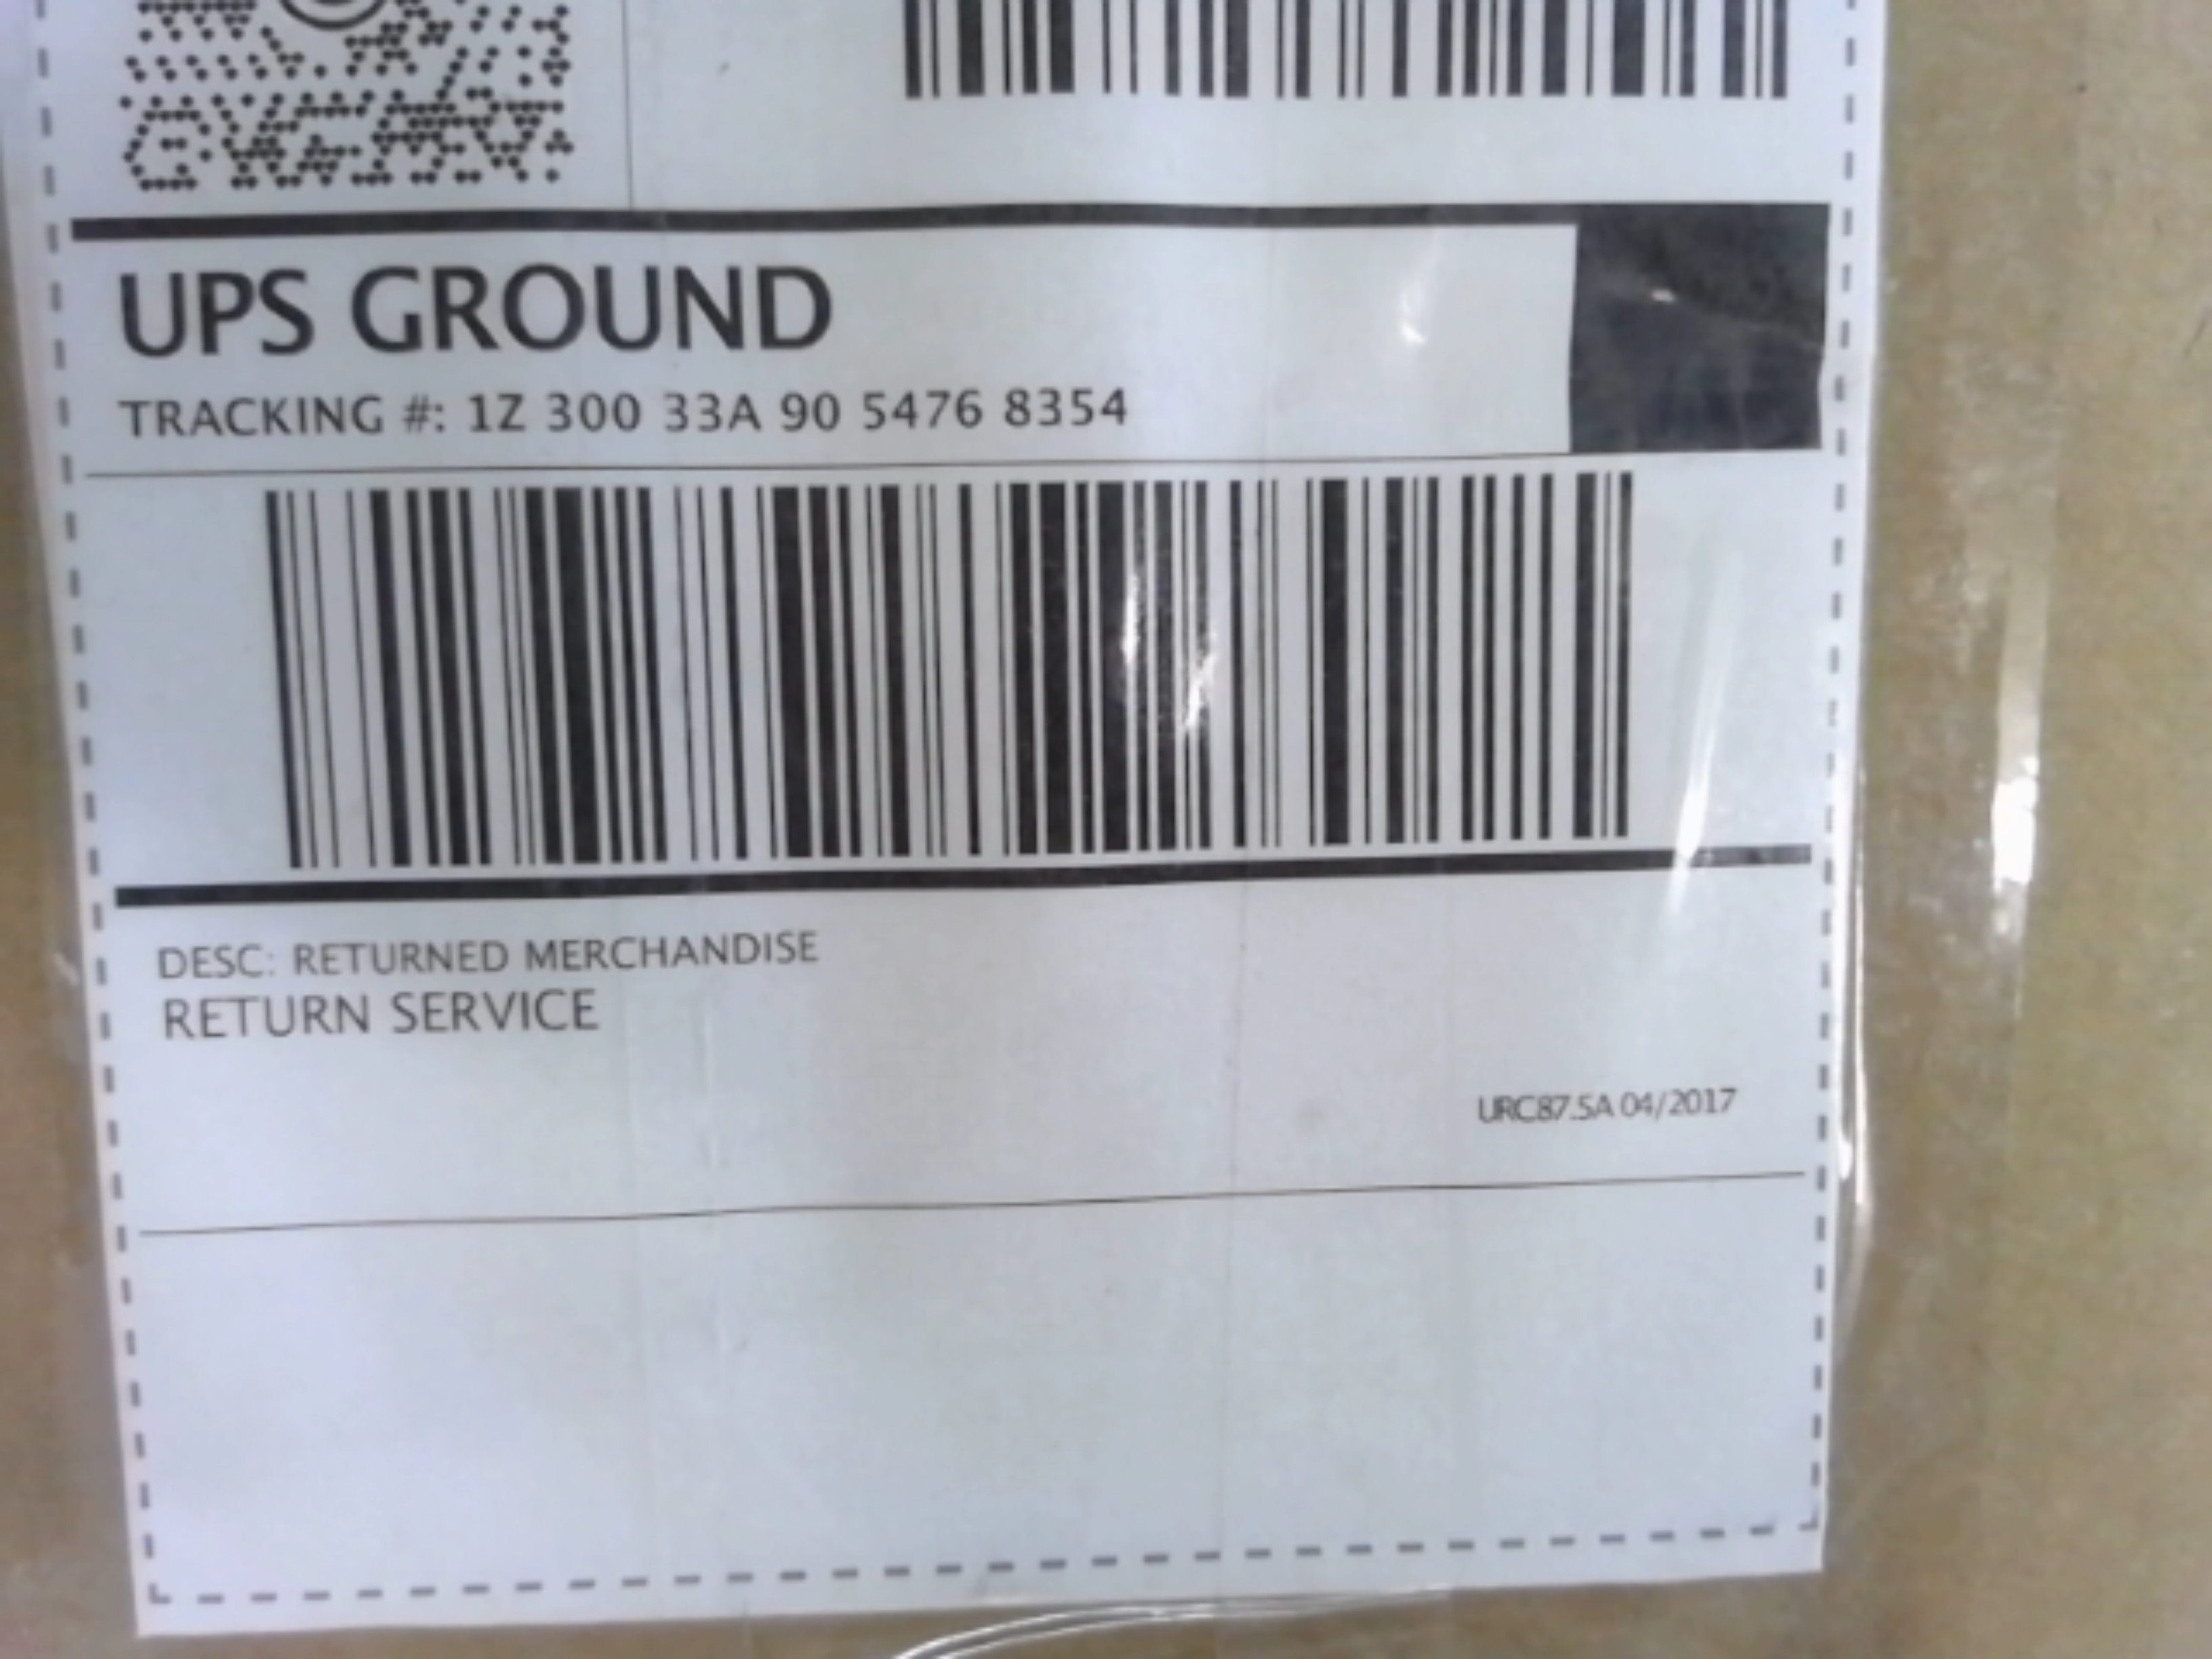 UPS GROUND
TRACKING #: 1Z 300 33A 90 5476 8354
DESC: RETURNED MERCHANDISE
RETURN SERVICE
URC87.5A 04/2017